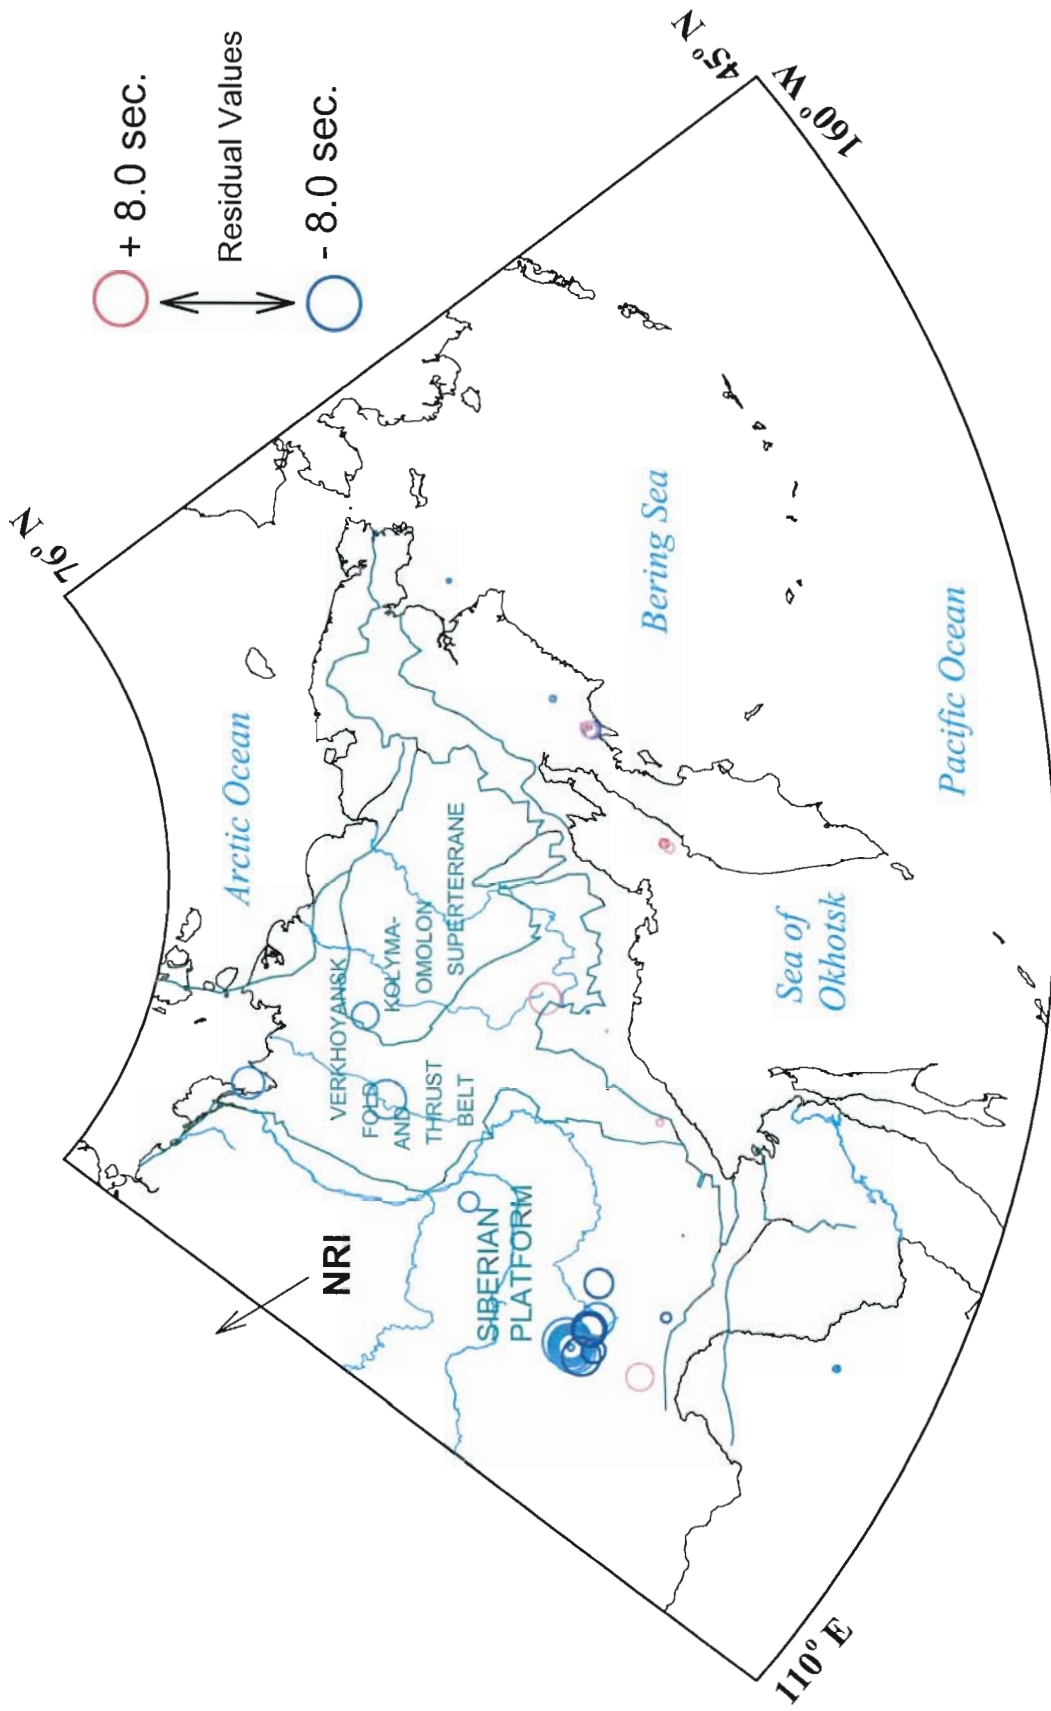 + 8.0 sec.
Residual Values
- 8.0 sec.
45° N
160° W
76° N
Arctic Ocean
Bering Sea
Pacific Ocean
Sea of
Okhotsk
VERKHOYANSK
FOLD
AND
THRUST
BELT
KOLYMA-
OMOLON
SUPERTERRANE
SIBERIAN
PLATFORM
NRI
110° E